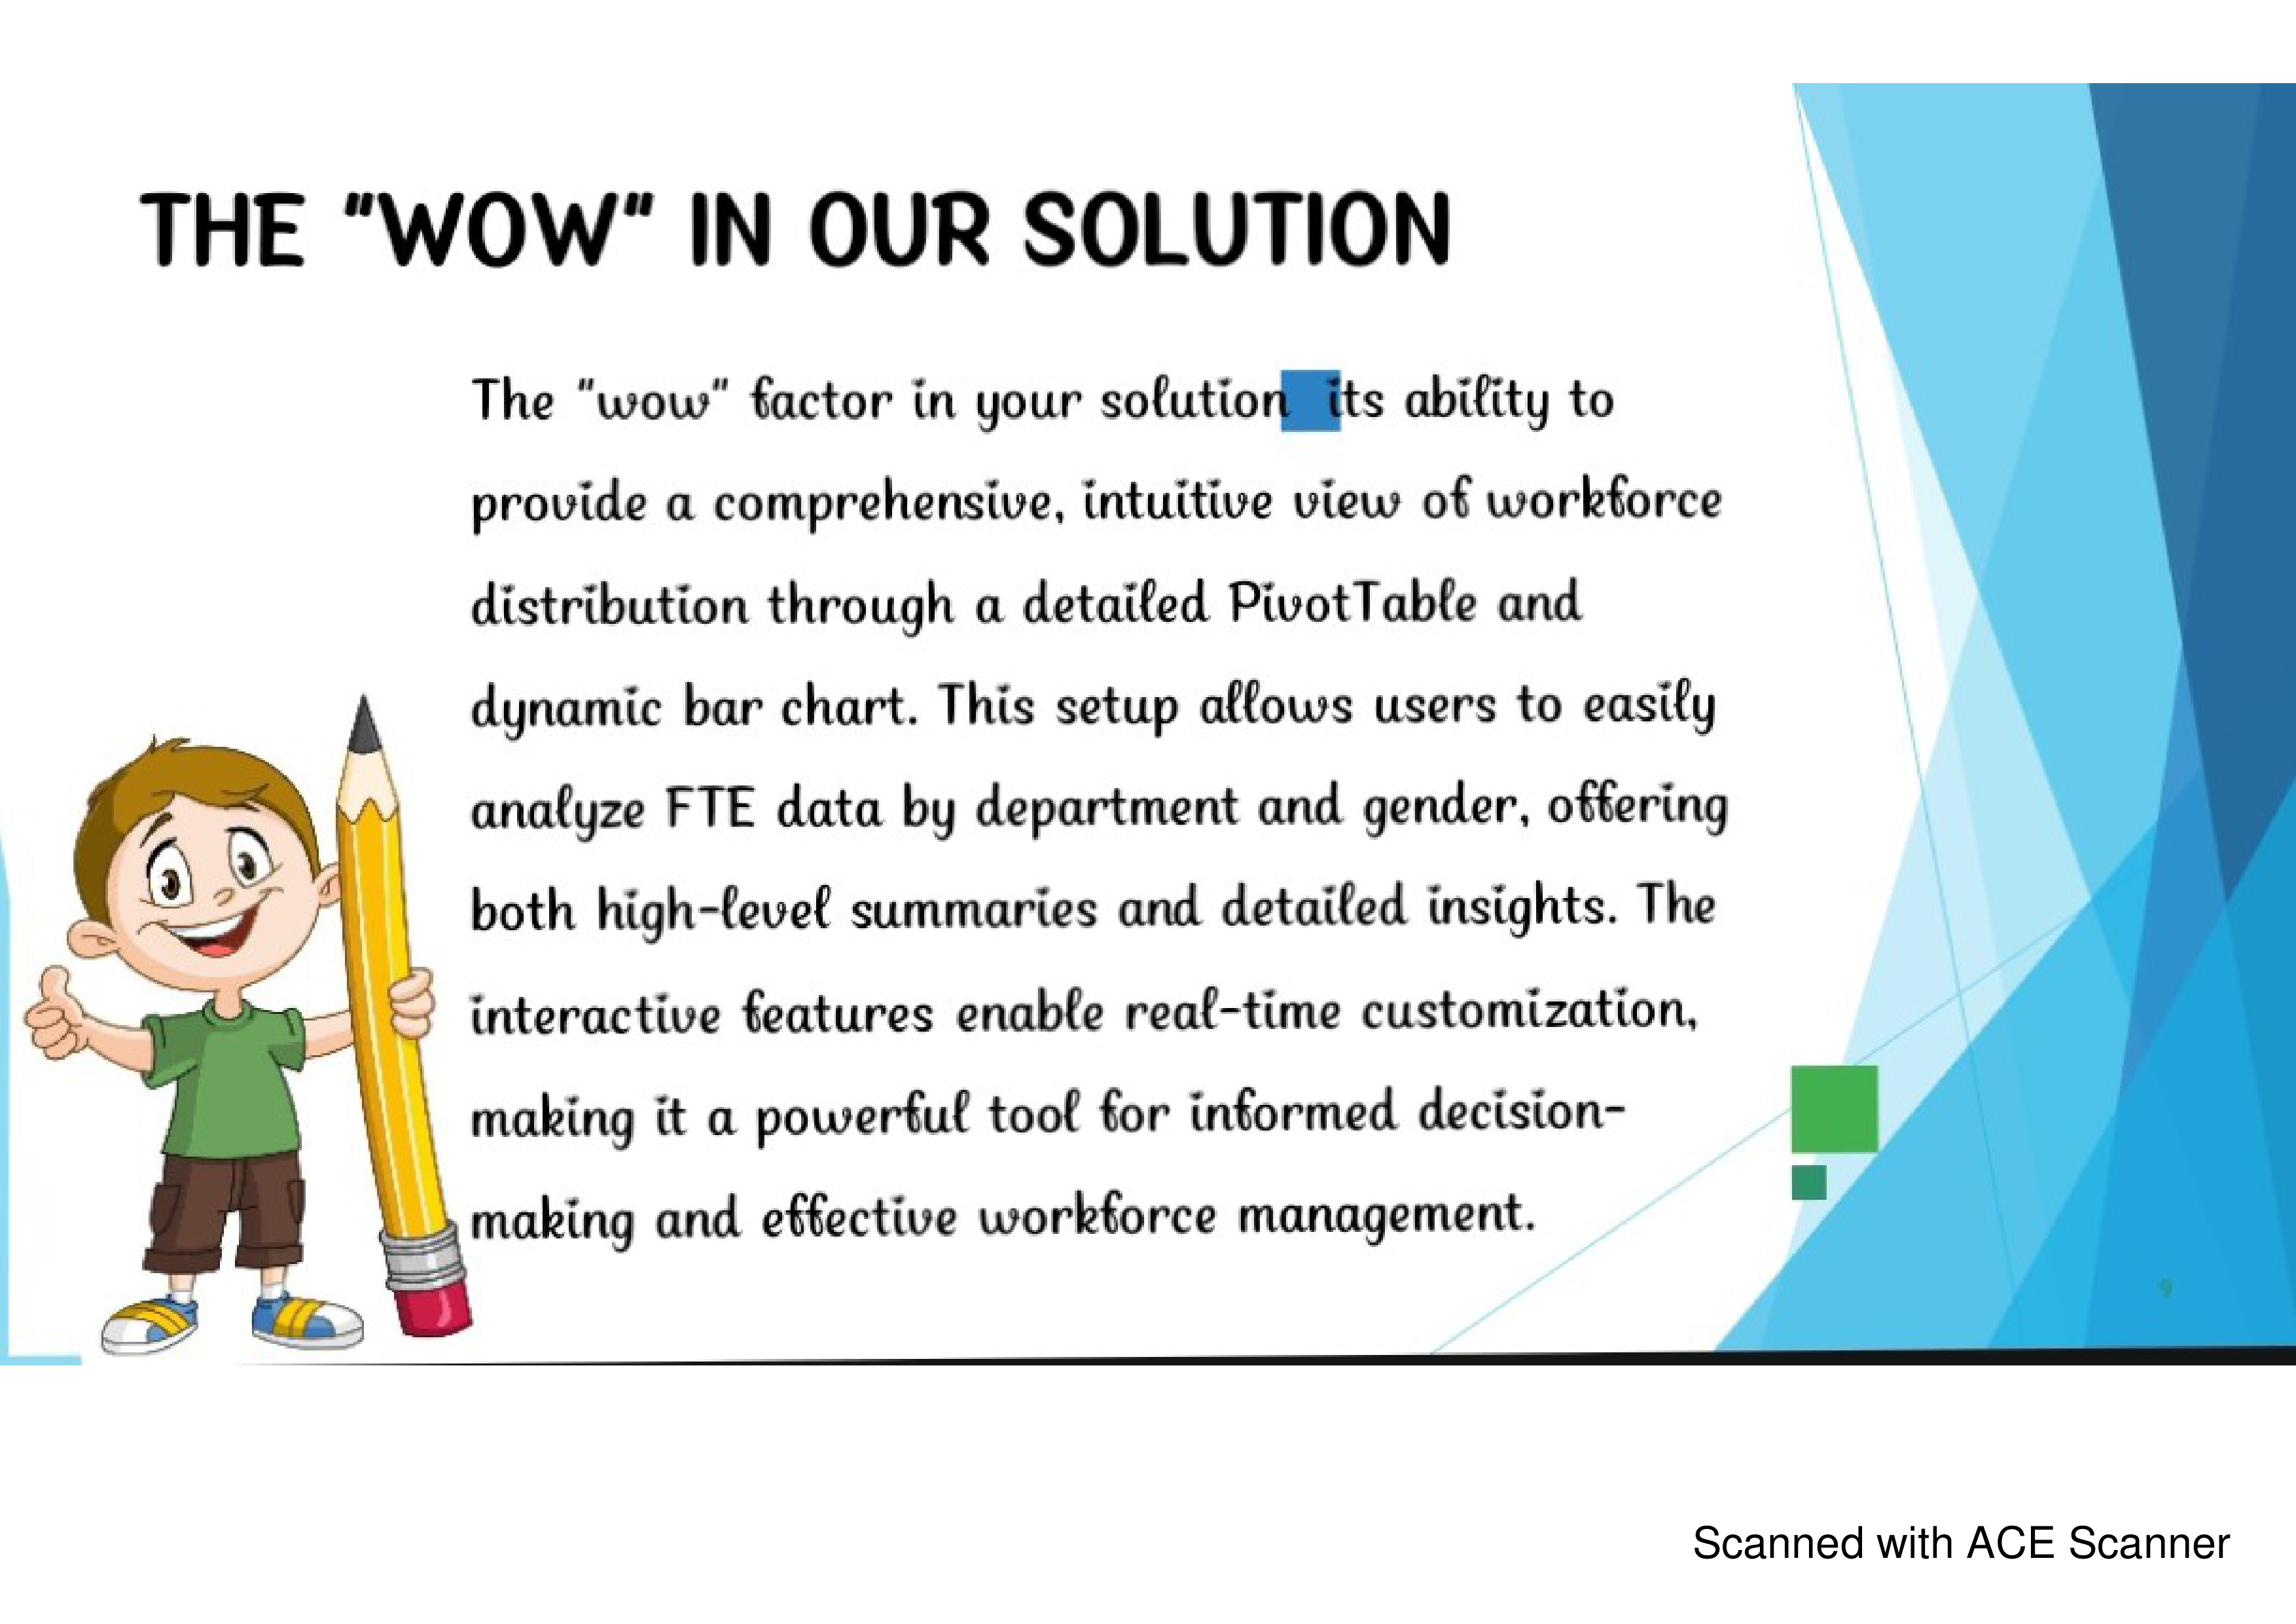 THE "WOW" IN OUR SOLUTION
The "wow" factor in your solution its ability to
provide a comprehensive, intuitive view of workforce
distribution through a detailed PivotTable and
dynamic bar chart. This setup allows users to easily
analyze FTE data by department and gender, offering
both high-level summaries and detailed insights. The
interactive features enable real-time customization,
making it a powerful tool for informed decision-
making and effective workforce management.
9
Scanned with ACE Scanner